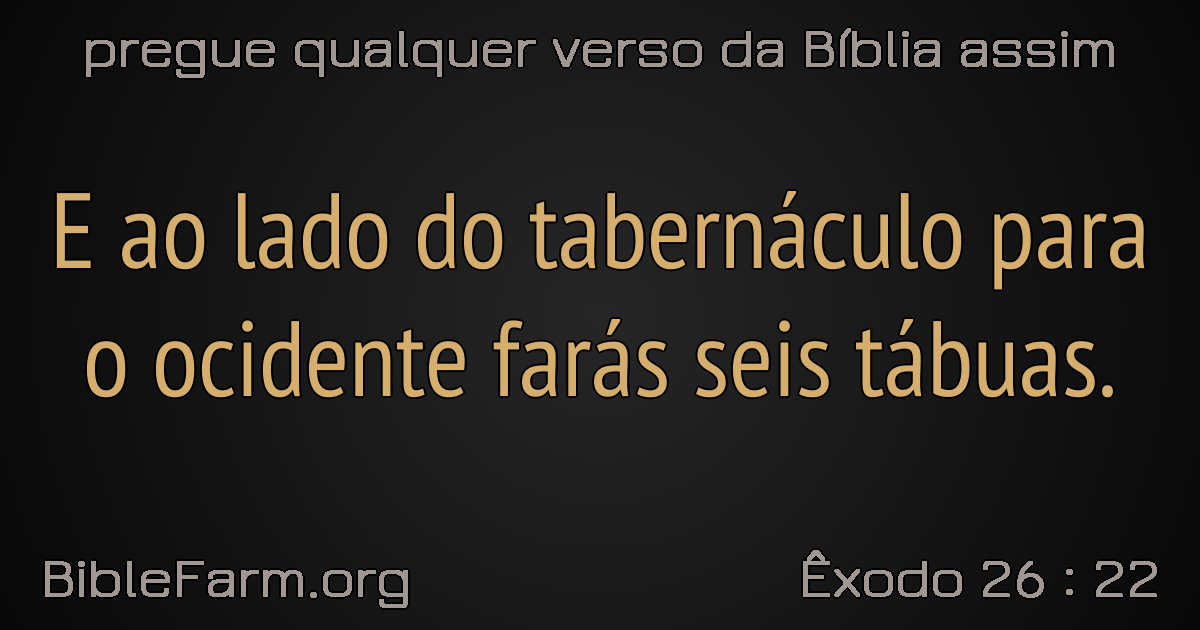 pregue qualquer verso da Bíblia assim
E ao lado do tabernáculo para
o ocidente farás seis tábuas.
BibleFarm.org
Êxodo 26 : 22